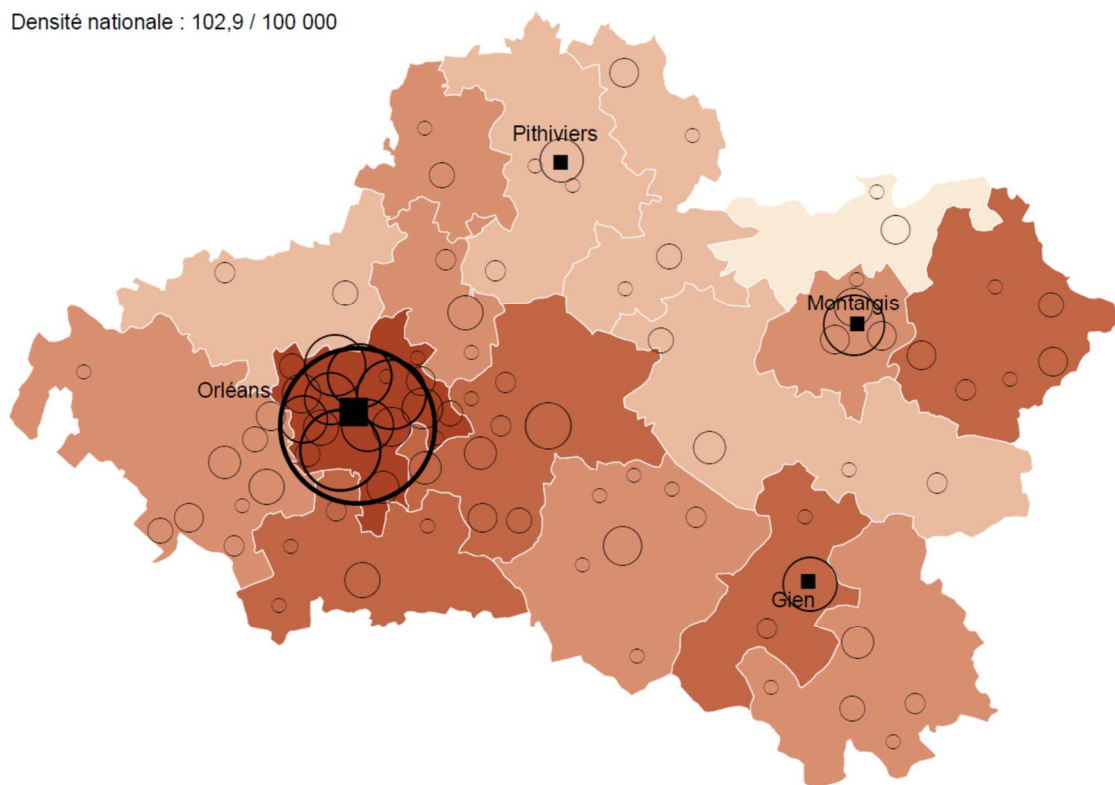 Densité nationale : 102,9 / 100 000
Pithiviers
Montargis
Orléans
Gien